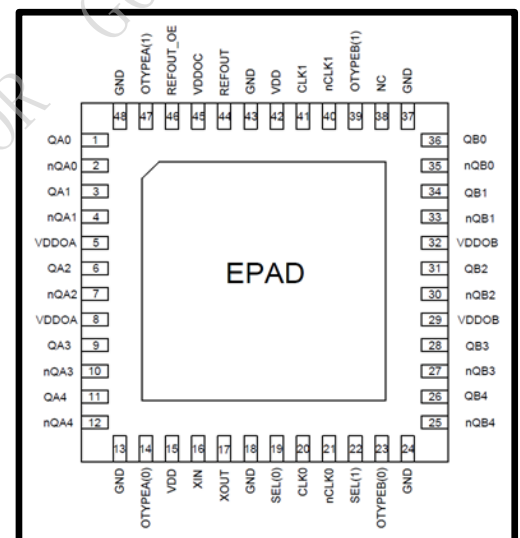 GND OTYPEA(1) REFOUT_OE VDDOC REFOUT GND VDD CLK1 nCLK1 OTYPEB(1) NC GND
48 47 46 45 44 43 42 41 40 39 38 37
QA0 1 36 QB0
nQA0 2 35 nQB0
QA1 3 34 QB1
nQA1 4 33 nQB1
VDDOA 5 32 VDDOB
QA2 6 31 QB2
EPAD
nQA2 7 30 nQB2
VDDOA 8 29 VDDOB
QA3 9 28 QB3
nQA3 10 27 nQB3
QA4 11 26 QB4
nQA4 12 25 nQB4
13 14 15 16 17 18 19 20 21 22 23 24
GND OTYPEA(0) VDD XIN XOUT GND SEL(0) CLK0 nCLK0 SEL(1) OTYPEB(0) GND